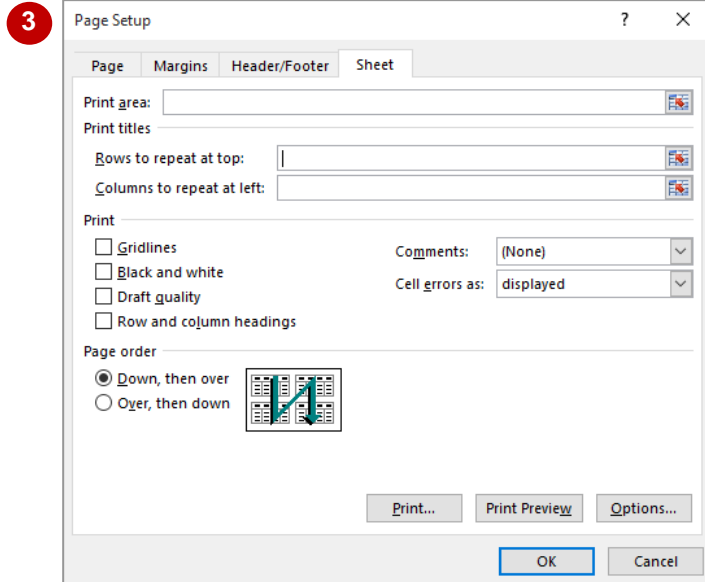 3
Page Setup ?
Page Margins Header/Footer Sheet
Print area:
Print titles
Rows to repeat at top:
Columns to repeat at left:
Print
Gridlines
Comments: (None)
Black and white
Cell errors as: displayed
Draft quality
Row and column headings
Page order
Down, then over
Over, then down
Print... Print Preview Options...
OK Cancel